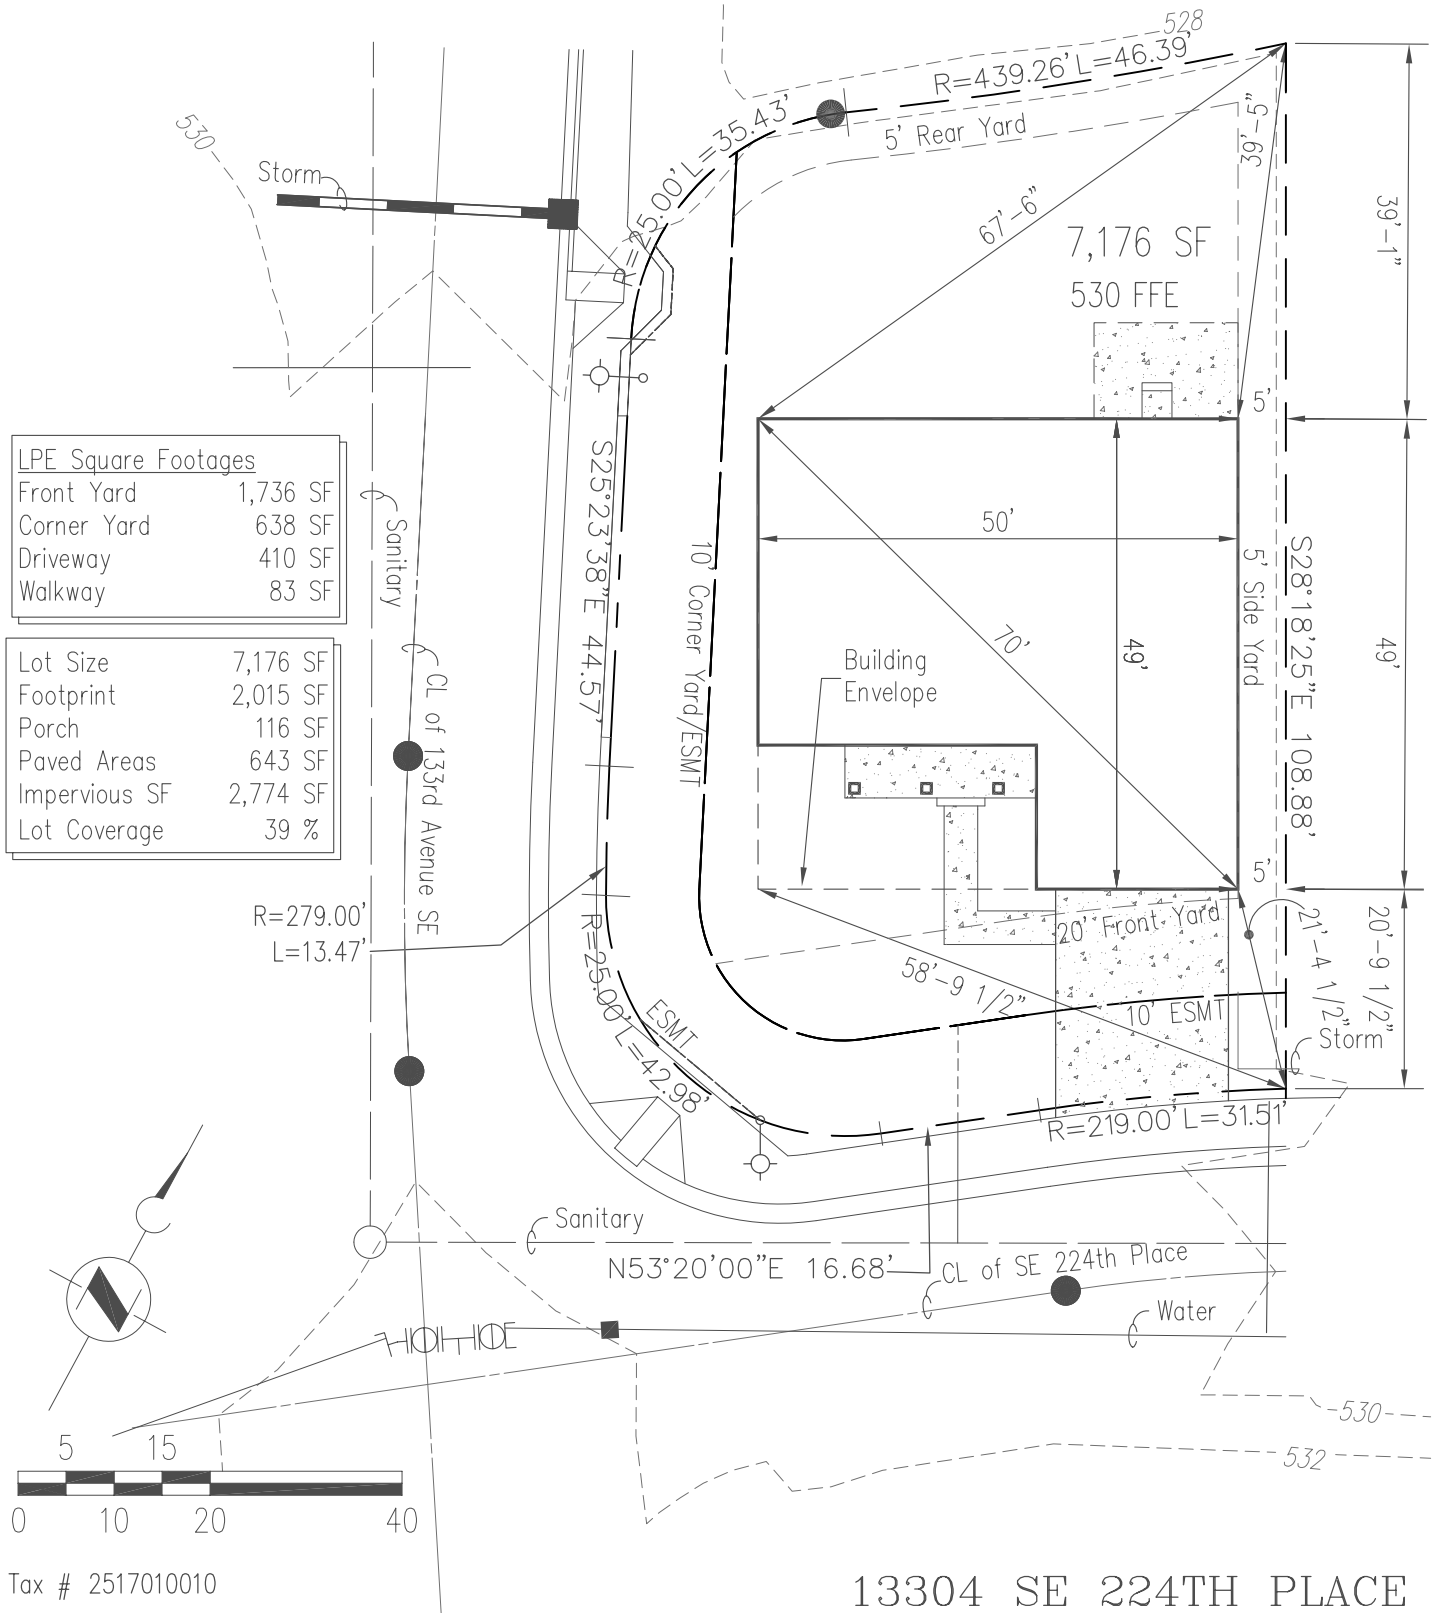 528
R=439.26' L=46.39'
R=25.00' L=35.43'
5' Rear Yard
530
Storm
39'-5"
67'-6"
39'-1"
7,176 SF
530 FFE
5'
LPE Square Footages
Front Yard 1,736 SF
Corner Yard 638 SF
Driveway 410 SF
Walkway 83 SF
Sanitary
S25°23'38"E 44.57'
10' Corner Yard/ESMT
50'
70'
49'
5' Side Yard
S28°18'25"E 108.88'
49'
Building
Envelope
Lot Size 7,176 SF
Footprint 2,015 SF
Porch 116 SF
Paved Areas 643 SF
Impervious SF 2,774 SF
Lot Coverage 39 %
CL of 133rd Avenue SE
5'
R=279.00'
L=13.47'
20' Front Yard
21'-4 1/2"
20'-9 1/2"
58'-9 1/2"
10' ESMT
Storm
R=25.00' L=42.98'
ESMT
R=219.00' L=31.51'
Sanitary
N53°20'00"E 16.68'
CL of SE 224th Place
Water
530
532
5 15
0 10 20 40
Tax # 2517010010
13304 SE 224TH PLACE